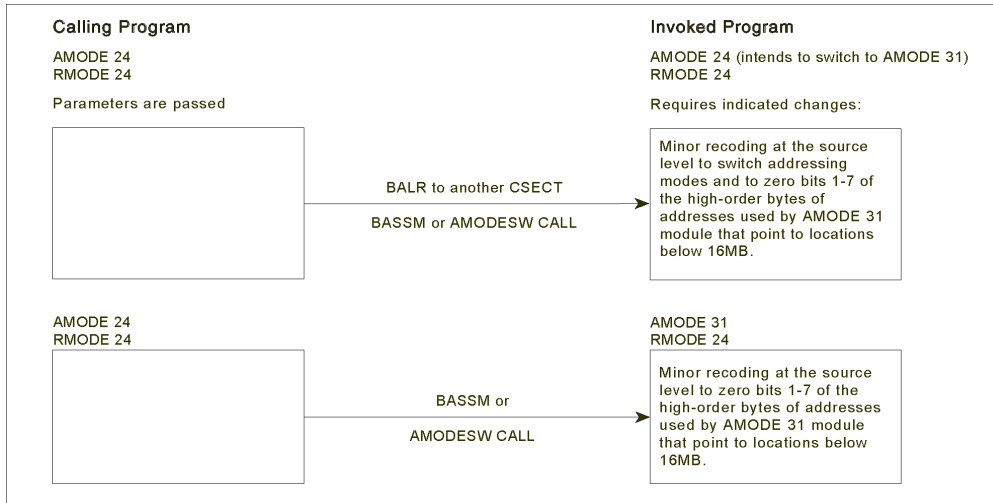 Calling Program
AMODE 24
RMODE 24
Parameters are passed
BALR to another CSECT
BASSM or AMODESW CALL
Invoked Program
AMODE 24 (intends to switch to AMODE 31)
RMODE 24
Requires indicated changes:
Minor recoding at the source
level to switch addressing
modes and to zero bits 1-7 of
the high-order bytes of
addresses used by AMODE 31
module that point to locations
below 16MB.
AMODE 24
RMODE 24
BASSM or
AMODESW CALL
AMODE 31
RMODE 24
Minor recoding at the source
level to zero bits 1-7 of the
high-order bytes of addresses
used by AMODE 31 module
that point to locations below
16MB.